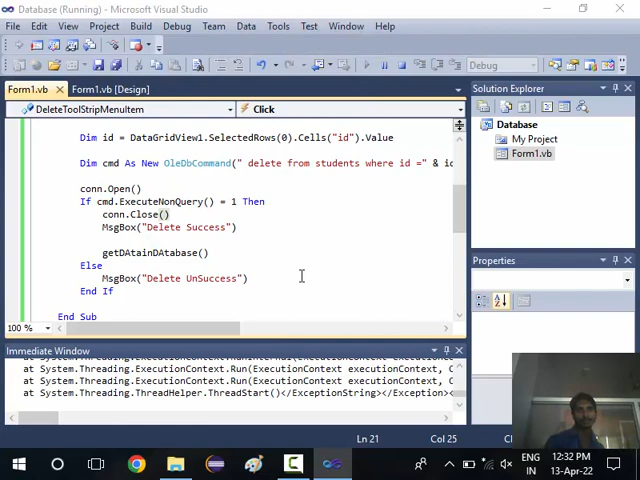 Database (Running) - Microsoft Visual Studio
File Edit View Project Build Debug Team Data Tools Test Window Help
Debug
Form1.vb Form1.vb [Design]
DeleteToolStripMenuItem Click
Dim id = DataGridView1.SelectedRows(0).Cells("id").Value
Dim cmd As New OleDbCommand(" delete from students where id =" & id
conn.Open()
If cmd.ExecuteNonQuery() = 1 Then
conn.Close()
MsgBox("Delete Success")
getDAtainDAtabase()
Else
MsgBox("Delete UnSuccess")
End If
End Sub
100 %
Solution Explorer
Database
My Project
Form1.vb
Properties
Immediate Window
at System.Threading.ExecutionContext.Run(ExecutionContext executionContext, C
at System.Threading.ExecutionContext.Run(ExecutionContext executionContext, C
at System.Threading.ThreadHelper.ThreadStart()</ExceptionString></Exception><
Ln 21 Col 25
12:32 PM
ENG
IN
13-Apr-22